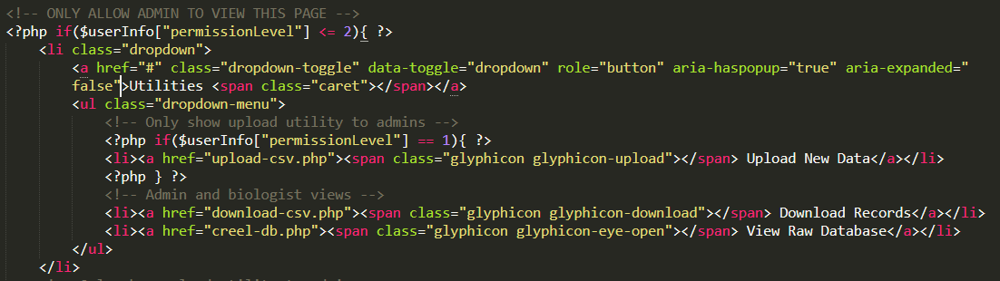 <!-- ONLY ALLOW ADMIN TO VIEW THIS PAGE -->
<?php if($userInfo["permissionLevel"] <= 2){ ?>
<li class="dropdown">
<a href="#" class="dropdown-toggle" data-toggle="dropdown" role="button" aria-haspopup="true" aria-expanded="
false">Utilities <span class="caret"></span></a>
<ul class="dropdown-menu">
<!-- Only show upload utility to admins -->
<?php if($userInfo["permissionLevel"] == 1){ ?>
<li><a href="upload-csv.php"><span class="glyphicon glyphicon-upload"></span> Upload New Data</a></li>
<?php } ?>
<!-- Admin and biologist views -->
<li><a href="download-csv.php"><span class="glyphicon glyphicon-download"></span> Download Records</a></li>
<li><a href="creel-db.php"><span class="glyphicon glyphicon-eye-open"></span> View Raw Database</a></li>
</ul>
</li>